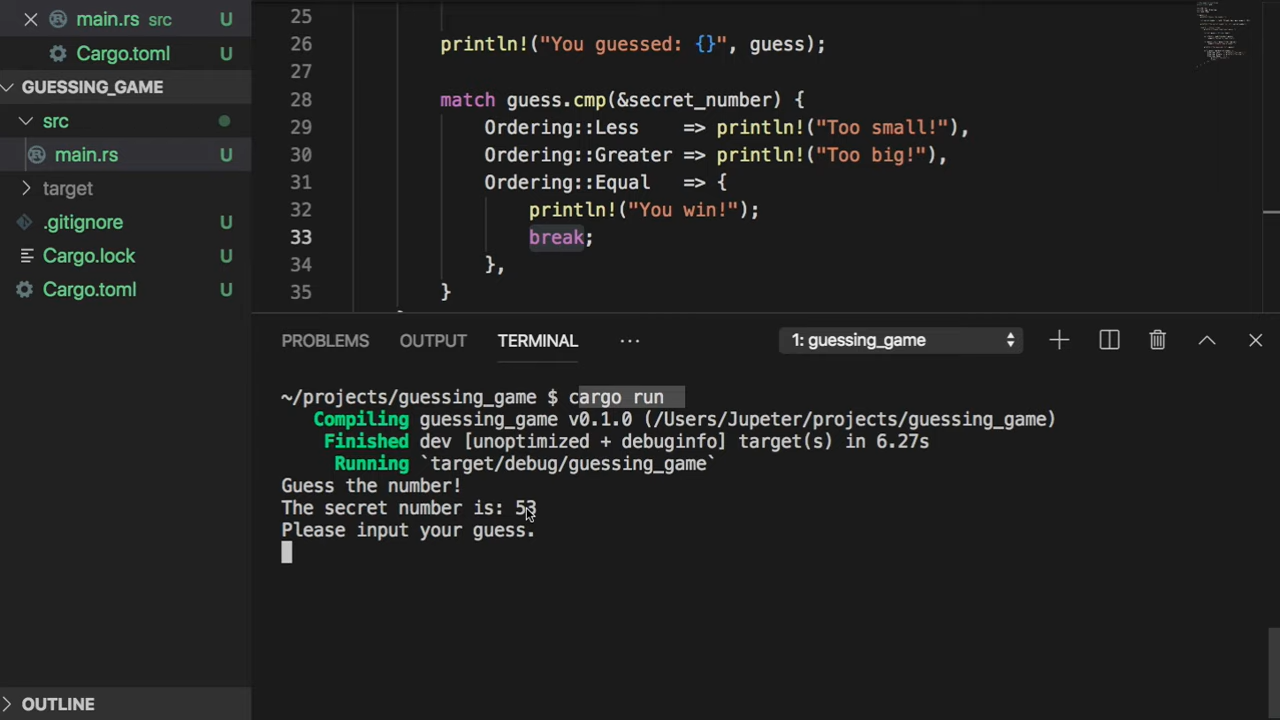 main.rs src U
Cargo.toml U
GUESSING_GAME
src
main.rs U
target
.gitignore U
Cargo.lock U
Cargo.toml U
OUTLINE
25
26 println!("You guessed: {}", guess);
27
28 match guess.cmp(&secret_number) {
29 Ordering::Less => println!("Too small!"),
30 Ordering::Greater => println!("Too big!"),
31 Ordering::Equal => {
32 println!("You win!");
33 break;
34 },
35 }
PROBLEMS OUTPUT TERMINAL ··· 1: guessing_game
~/projects/guessing_game $ cargo run
Compiling guessing_game v0.1.0 (/Users/Jupeter/projects/guessing_game)
Finished dev [unoptimized + debuginfo] target(s) in 6.27s
Running `target/debug/guessing_game`
Guess the number!
The secret number is: 53
Please input your guess.